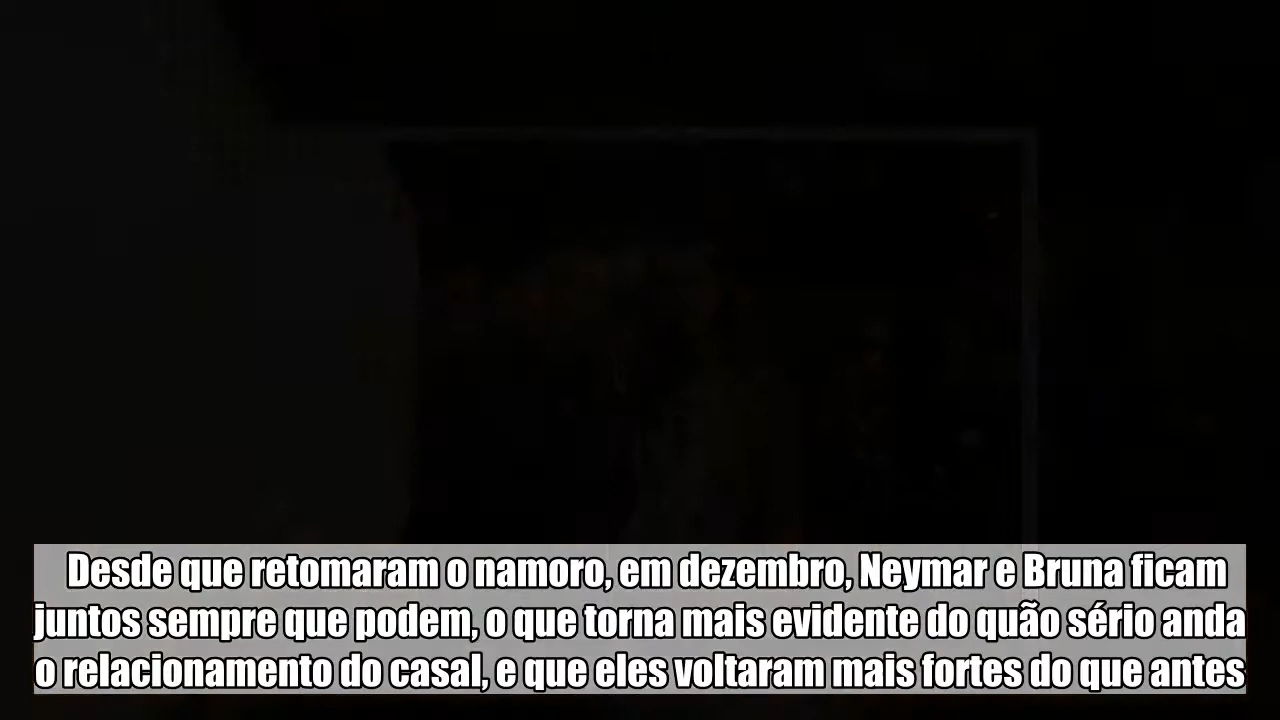 Desde que retomaram o namoro, em dezembro, Neymar e Bruna ficam
juntos sempre que podem, o que torna mais evidente do quão sério anda
o relacionamento do casal, e que eles voltaram mais fortes do que antes